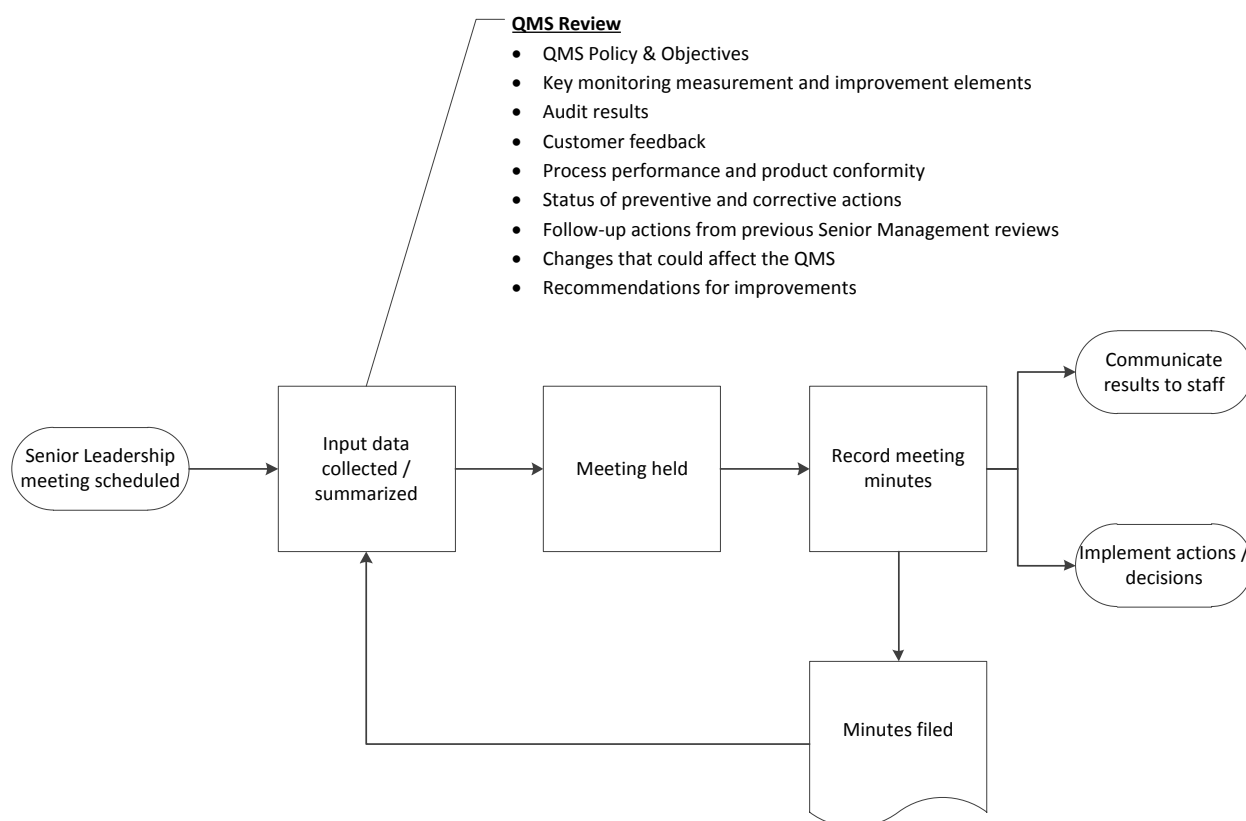 QMS Review
• QMS Policy & Objectives
• Key monitoring measurement and improvement elements
• Audit results
• Customer feedback
• Process performance and product conformity
• Status of preventive and corrective actions
• Follow-up actions from previous Senior Management reviews
• Changes that could affect the QMS
• Recommendations for improvements
Senior Leadership
meeting scheduled
Input data
collected /
summarized
Meeting held
Record meeting
minutes
Communicate
results to staff
Implement actions /
decisions
Minutes filed